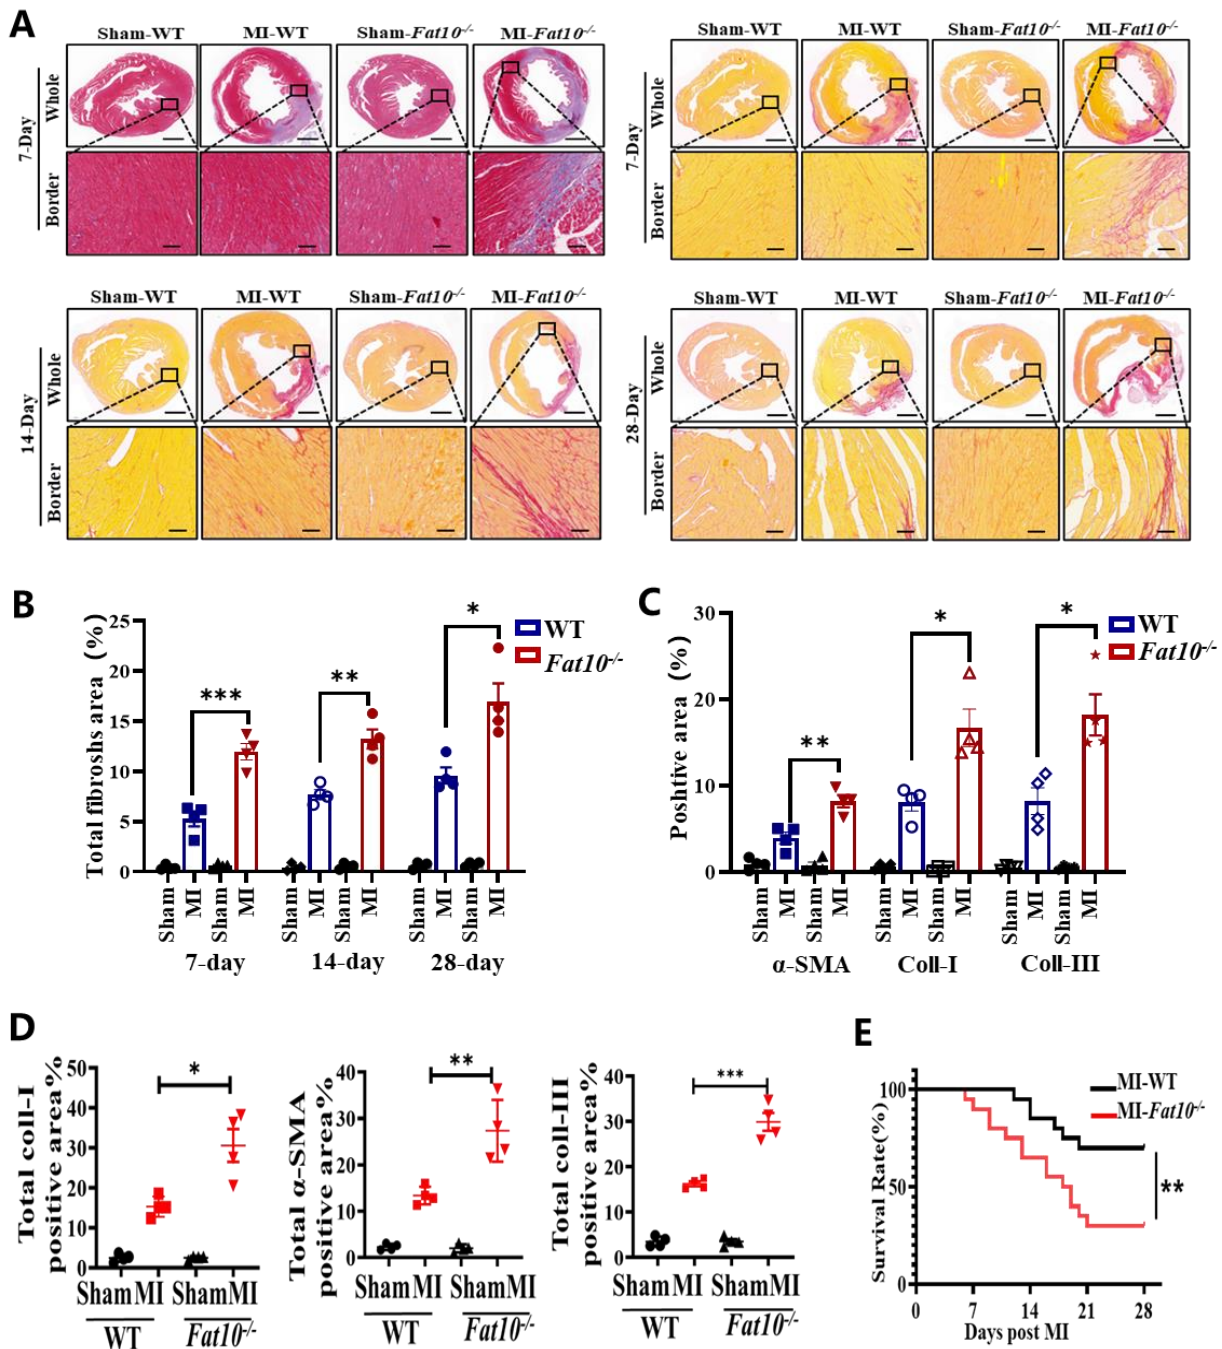 A
Sham-WT MI-WT Sham-Fat10-/- MI-Fat10-/-
7-Day
Whole
Border
Sham-WT MI-WT Sham-Fat10-/- MI-Fat10-/-
7-Day
Whole
Border
Sham-WT MI-WT Sham-Fat10-/- MI-Fat10-/-
14-Day
Whole
Border
Sham-WT MI-WT Sham-Fat10-/- MI-Fat10-/-
28-Day
Whole
Border
B
Total fibroshs area (%)
25
20
15
10
5
0
***
**
*
WT
Fat10-/-
Sham MI Sham MI Sham MI Sham MI Sham MI Sham MI
7-day 14-day 28-day
C
Poshtive area (%)
30
20
10
0
**
*
*
WT
Fat10-/-
Sham MI Sham MI Sham MI Sham MI Sham MI Sham MI
α-SMA Coll-I Coll-III
D
Total coll-I
positive area%
50
40
30
20
10
0
*
Sham MI Sham MI
WT Fat10-/-
Total α-SMA
positive area%
40
30
20
10
0
**
Sham MI Sham MI
WT Fat10-/-
Total coll-III
positive area%
40
30
20
10
0
***
Sham MI Sham MI
WT Fat10-/-
E
Survival Rate(%)
100
50
0
MI-WT
MI-Fat10-/-
**
0 7 14 21 28
Days post MI